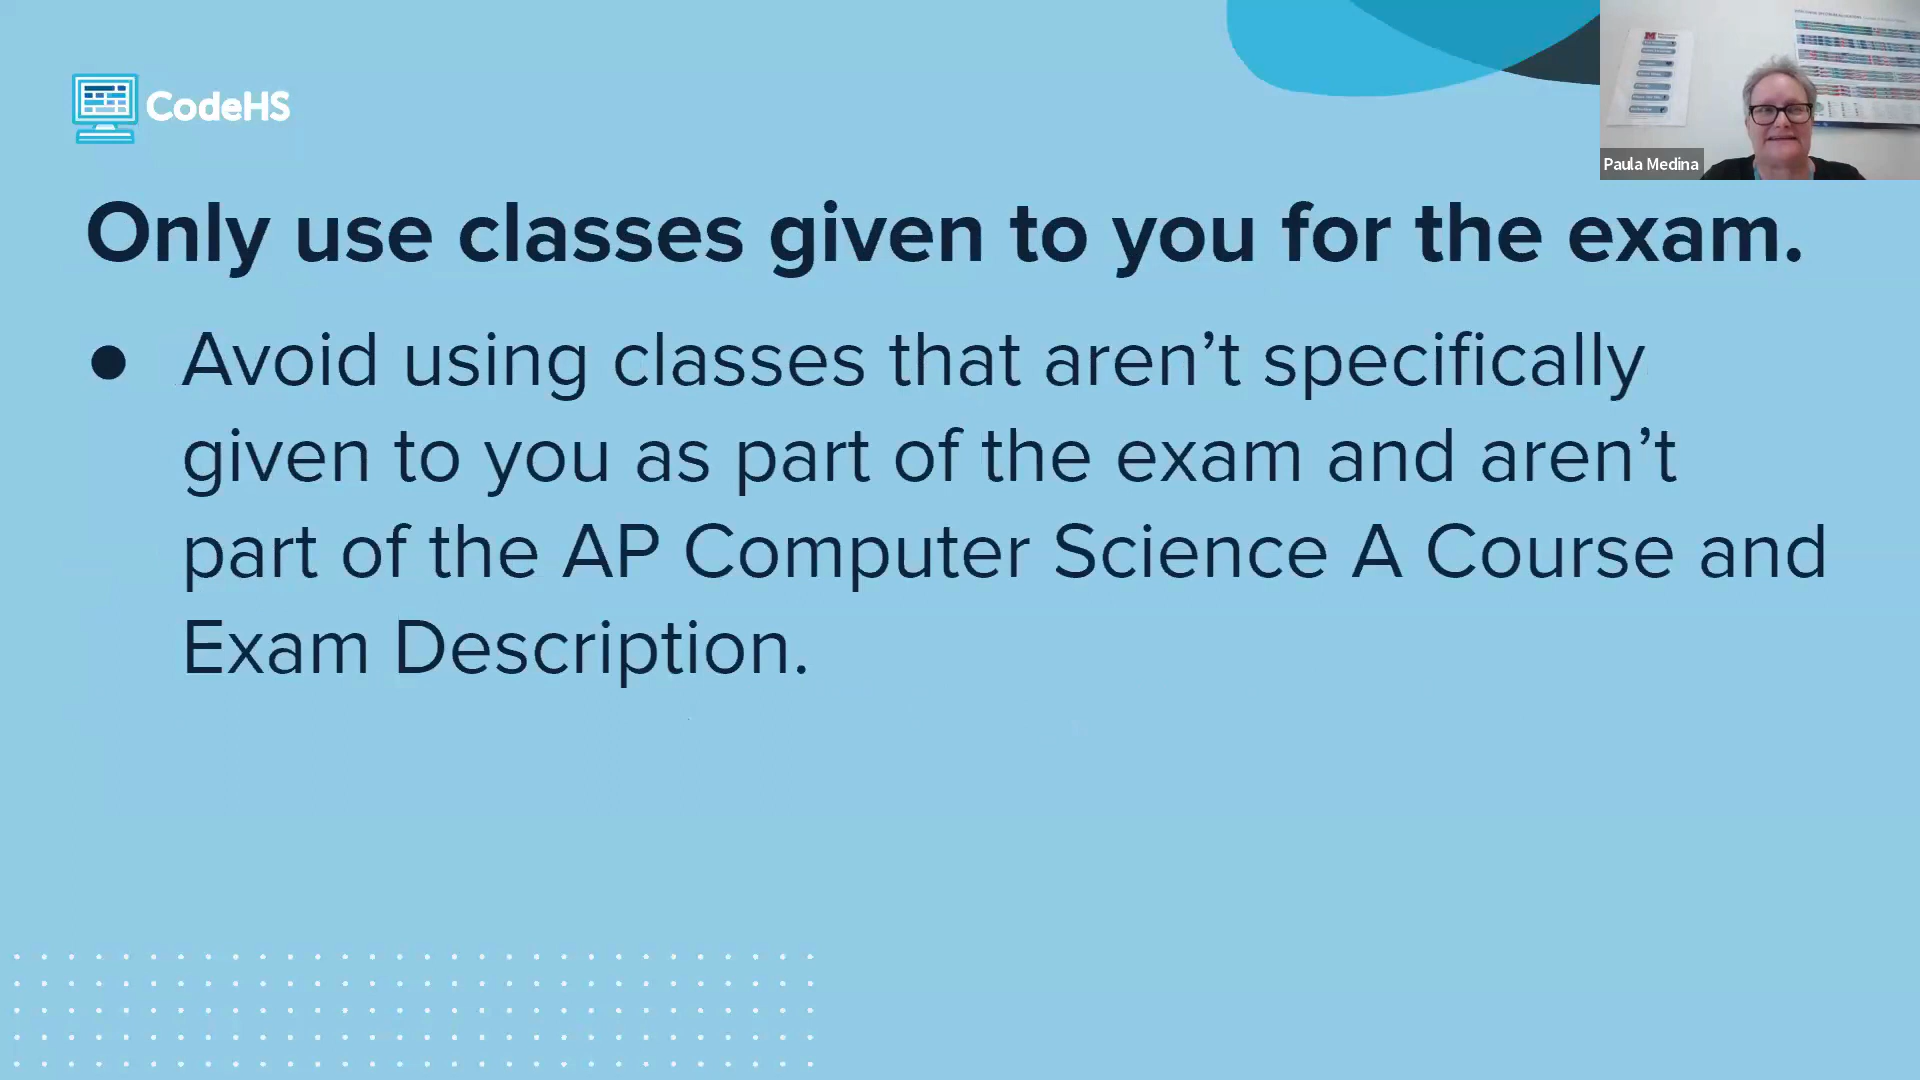 CodeHS
Paula Medina
Only use classes given to you for the exam.
● Avoid using classes that aren’t specifically
given to you as part of the exam and aren’t
part of the AP Computer Science A Course and
Exam Description.